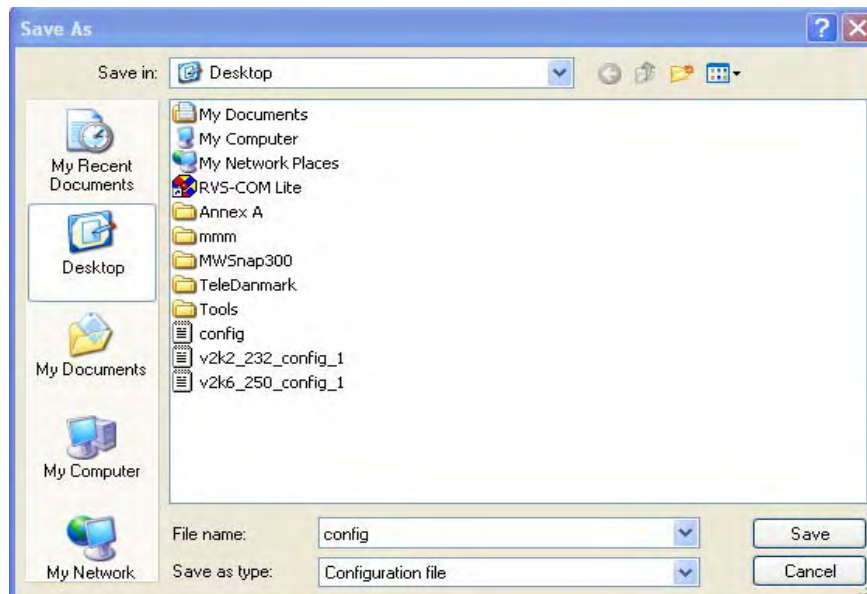 Save As
Save in: Desktop
My Recent
Documents
Desktop
My Documents
My Computer
My Network
My Documents
My Computer
My Network Places
RVS-COM Lite
Annex A
mmm
MWSnap300
TeleDanmark
Tools
config
v2k2_232_config_1
v2k6_250_config_1
File name: config
Save
Save as type: Configuration file
Cancel